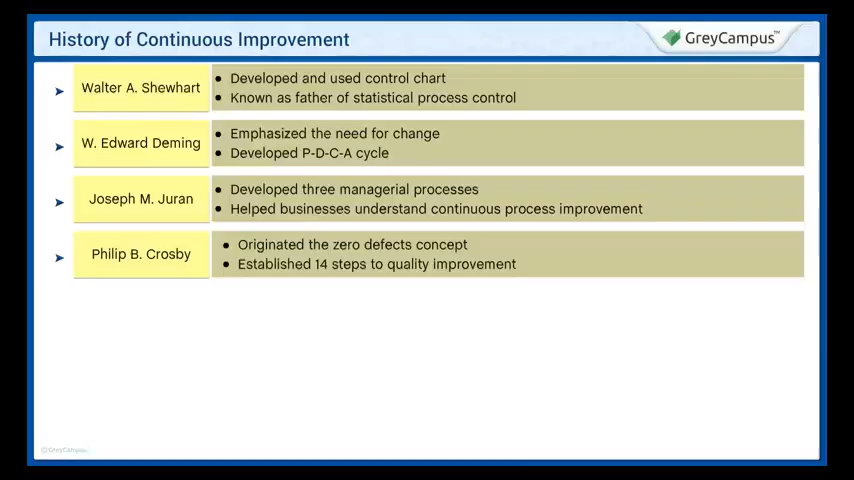 History of Continuous Improvement
GreyCampus™
Walter A. Shewhart
• Developed and used control chart
• Known as father of statistical process control
W. Edward Deming
• Emphasized the need for change
• Developed P-D-C-A cycle
Joseph M. Juran
• Developed three managerial processes
• Helped businesses understand continuous process improvement
Philip B. Crosby
• Originated the zero defects concept
• Established 14 steps to quality improvement
GreyCampus